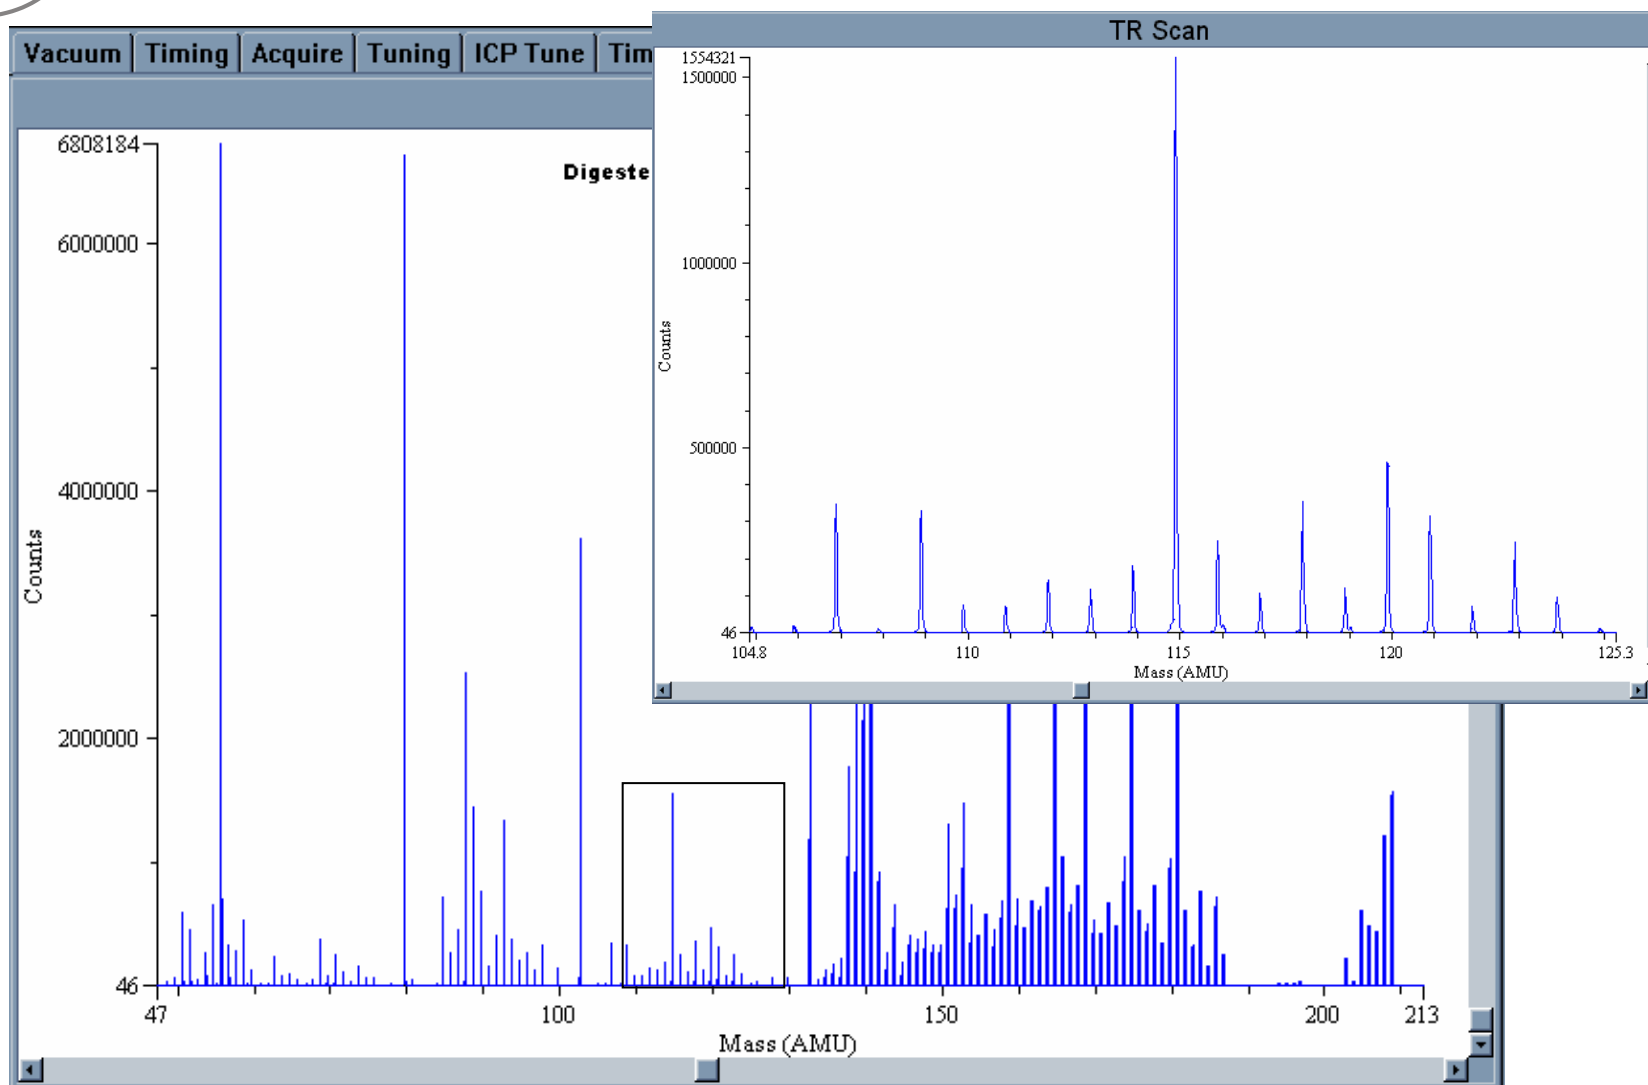 Vacuum Timing Acquire Tuning ICP Tune Tim
TR Scan
1554321
1500000
1000000
500000
46
Counts
104.8 110 115 120 125.3
Mass (AMU)
Digeste
6808184
6000000
4000000
2000000
46
Counts
47 100 150 200 213
Mass (AMU)